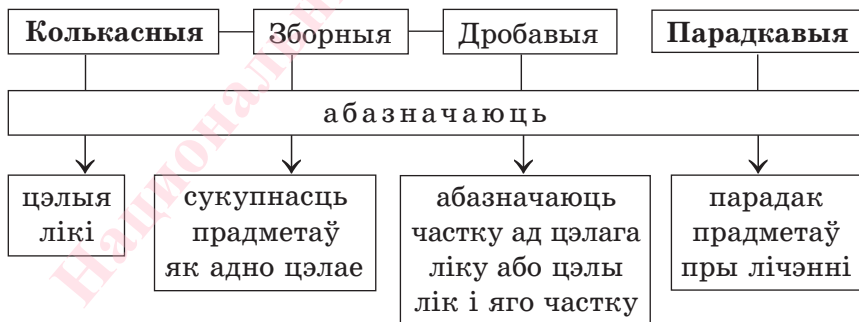 Колькасныя Зборныя Дробавыя Парадкавыя
абазначаюць
цэлыя
лікі
сукупнасць
прадметаў
як адно цэлае
абазначаюць
частку ад цэлага
ліку або цэлы
лік і яго частку
парадак
прадметаў
пры лічэнні
Националь